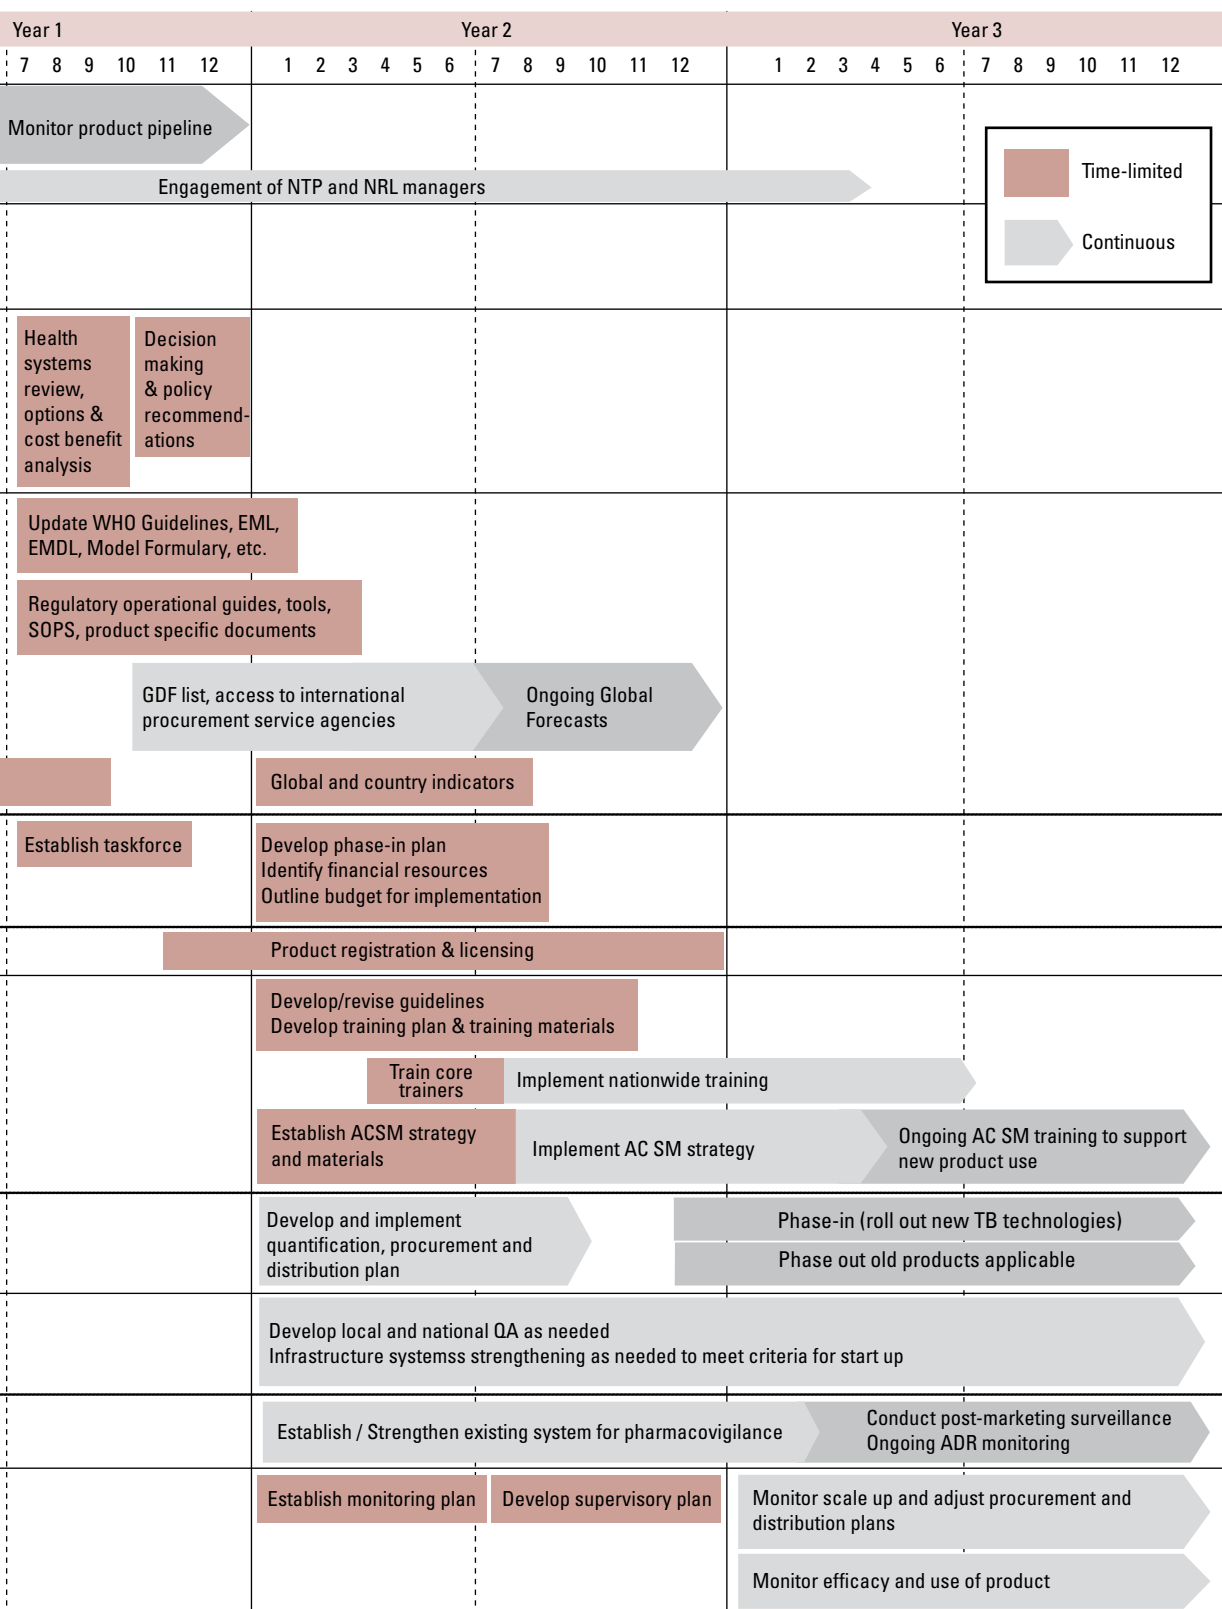 Year 1 Year 2 Year 3
7 8 9 10 11 12 1 2 3 4 5 6 7 8 9 10 11 12 1 2 3 4 5 6 7 8 9 10 11 12
Monitor product pipeline
Engagement of NTP and NRL managers
Time-limited
Continuous
Health
systems
review,
options &
cost benefit
analysis
Decision
making
& policy
recommend-
ations
Update WHO Guidelines, EML,
EMDL, Model Formulary, etc.
Regulatory operational guides, tools,
SOPS, product specific documents
GDF list, access to international
procurement service agencies
Ongoing Global
Forecasts
Global and country indicators
Establish taskforce
Develop phase-in plan
Identify financial resources
Outline budget for implementation
Product registration & licensing
Develop/revise guidelines
Develop training plan & training materials
Train core
trainers
Implement nationwide training
Establish ACSM strategy
and materials
Implement AC SM strategy
Ongoing AC SM training to support
new product use
Develop and implement
quantification, procurement and
distribution plan
Phase-in (roll out new TB technologies)
Phase out old products applicable
Develop local and national QA as needed
Infrastructure systemss strengthening as needed to meet criteria for start up
Establish / Strengthen existing system for pharmacovigilance
Conduct post-marketing surveillance
Ongoing ADR monitoring
Establish monitoring plan
Develop supervisory plan
Monitor scale up and adjust procurement and
distribution plans
Monitor efficacy and use of product